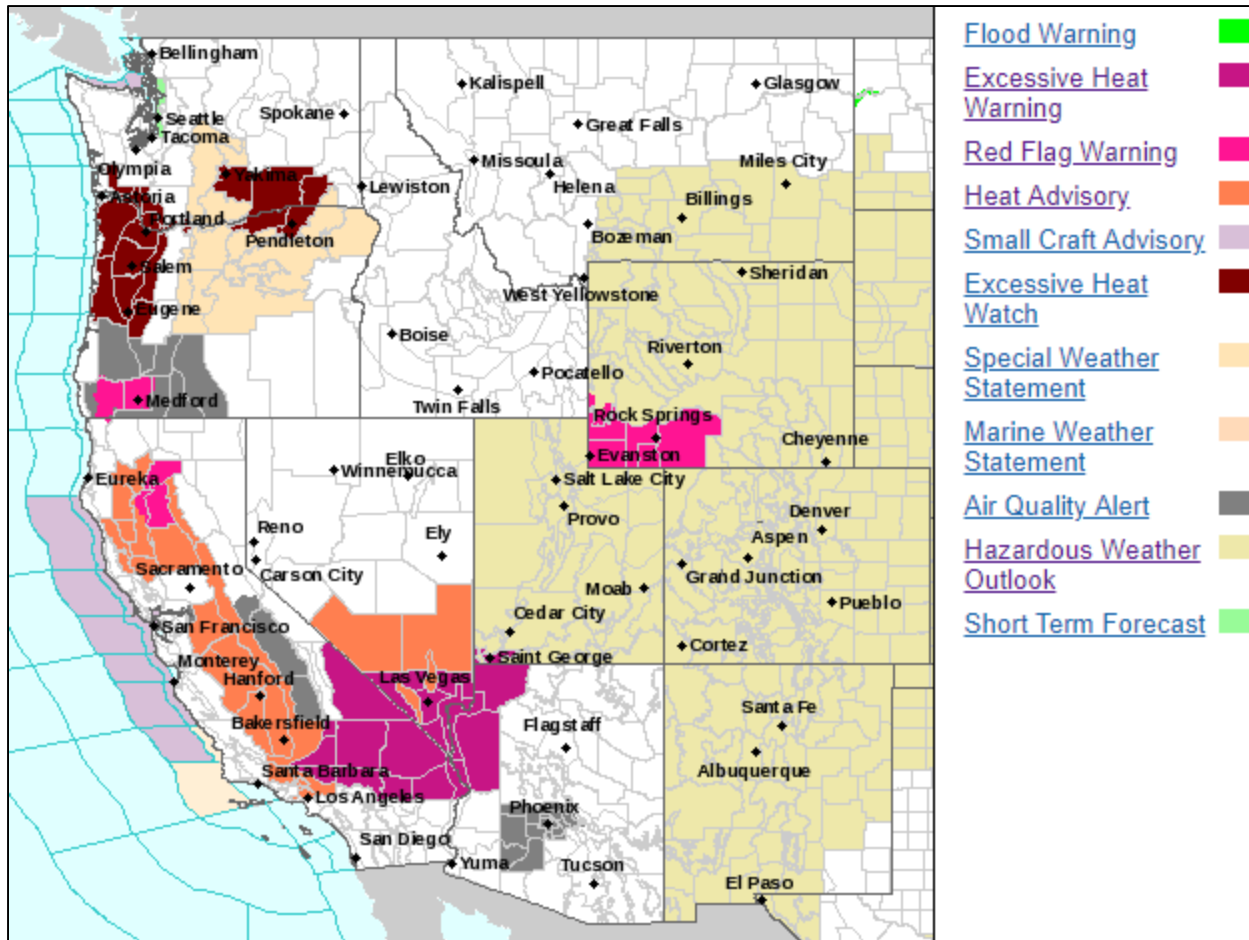 Bellingham
Kalispell
Glasgow
Spokane
Seattle
Great Falls
Tacoma
Olympia
Missoula
Miles City
Yakima
Helena
Lewiston
Astoria
Billings
Portland
Pendleton
Bozeman
Salem
Sheridan
West Yellowstone
Eugene
Boise
Riverton
Pocatello
Medford
Twin Falls
Rock Springs
Cheyenne
Evanston
Elko
Winnemucca
Eureka
Salt Lake City
Provo
Denver
Reno
Ely
Aspen
Sacramento
Carson City
Grand Junction
Moab
Pueblo
Cedar City
San Francisco
Cortez
Saint George
Monterey
Las Vegas
Hanford
Santa Fe
Flagstaff
Bakersfield
Albuquerque
Santa Barbara
Los Angeles
Phoenix
San Diego
Yuma
Tucson
El Paso
Flood Warning
Excessive Heat
Warning
Red Flag Warning
Heat Advisory
Small Craft Advisory
Excessive Heat
Watch
Special Weather
Statement
Marine Weather
Statement
Air Quality Alert
Hazardous Weather
Outlook
Short Term Forecast